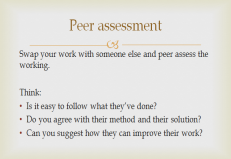 Peer assessment
Swap your work with someone else and peer assess the
working.
Think:
• Is it easy to follow what they've done?
• Do you agree with their method and their solution?
• Can you suggest how they can improve their work?